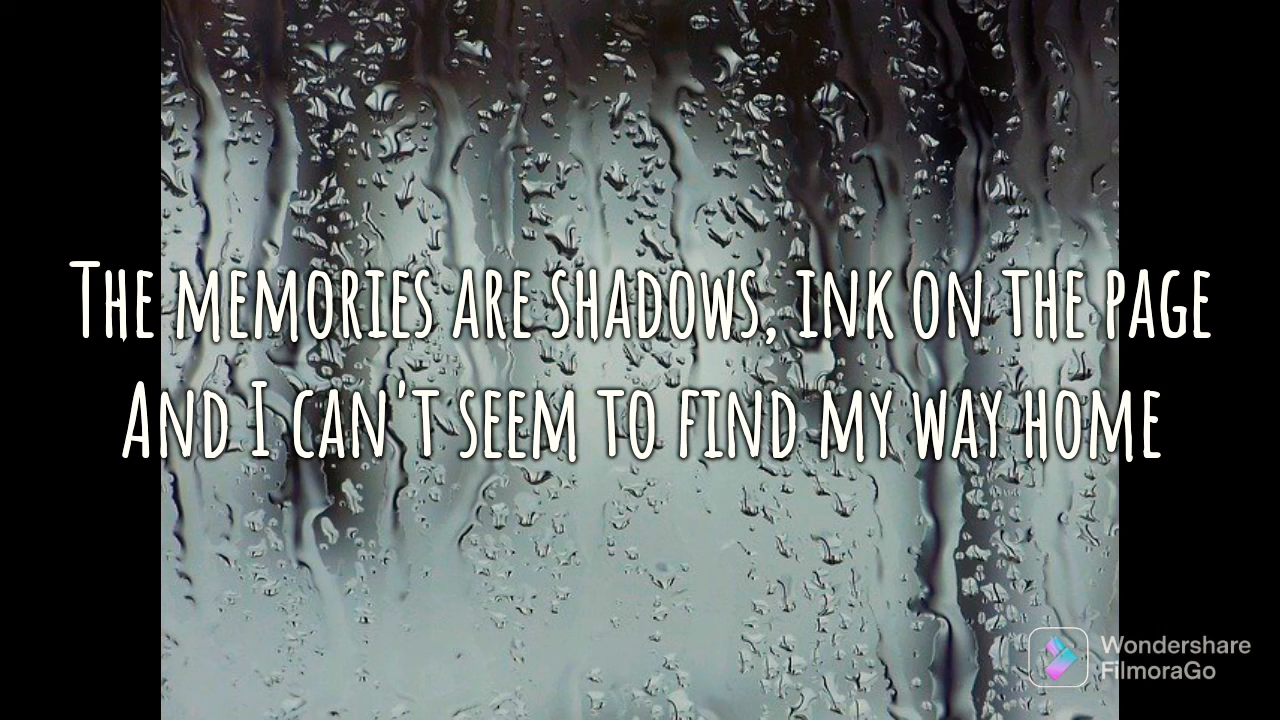 The memories are shadows, ink on the page
And I can't seem to find my way home
Wondershare
FilmoraGo